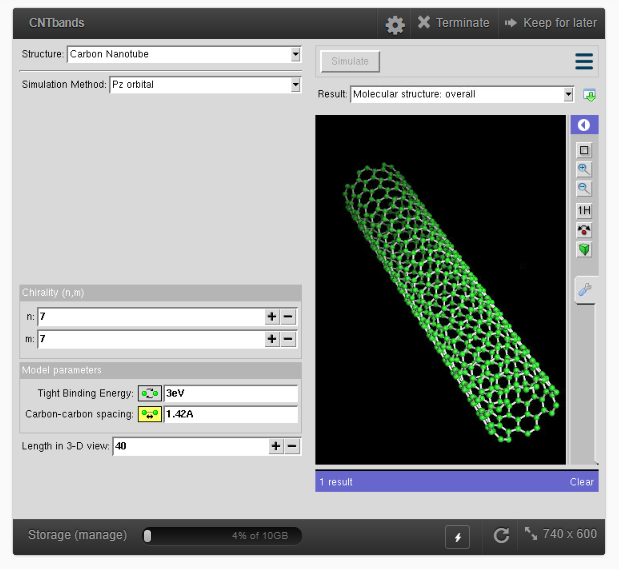 CNTbands
Terminate
Keep for later
Structure: Carbon Nanotube
Simulation Method: Pz orbital
Simulate
Result: Molecular structure: overall
1H
Chirality (n,m)
n: 7
m: 7
Model parameters
Tight Binding Energy: 3eV
Carbon-carbon spacing: 1.42A
Length in 3-D view: 40
1 result
Clear
Storage (manage)
4% of 10GB
740 x 600